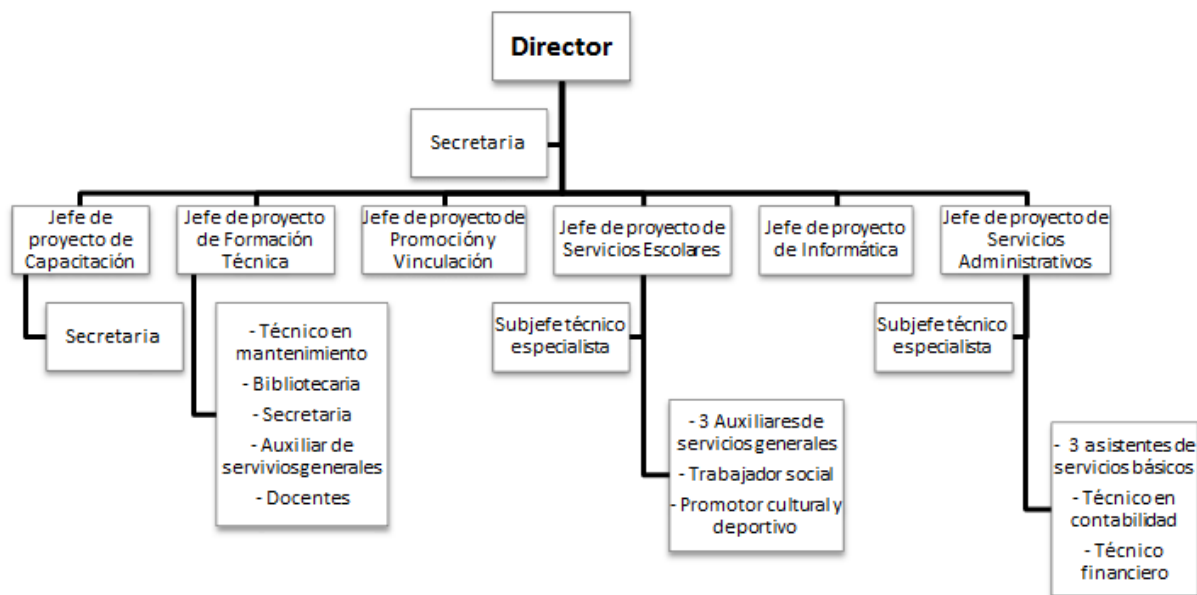 Director
Secretaria
Jefe de
proyecto de
Capacitación
Jefe de proyecto
de Formación
Técnica
Jefe de proyecto de
Promoción y
Vinculación
Jefe de proyecto de
Servicios Escolares
Jefe de proyecto
de Informática
Jefe de proyecto de
Servicios
Administrativos
Secretaria
- Técnico en
mantenimiento
- Bibliotecaria
- Secretaria
- Auxiliar de
serviviosgenerales
- Docentes
Subjefe técnico
especialista
- 3 Auxiliares de
servicios generales
- Trabajador social
- Promotor cultural y
deportivo
Subjefe técnico
especialista
- 3 asistentes de
servicios básicos
- Técnico en
contabilidad
- Técnico
financiero